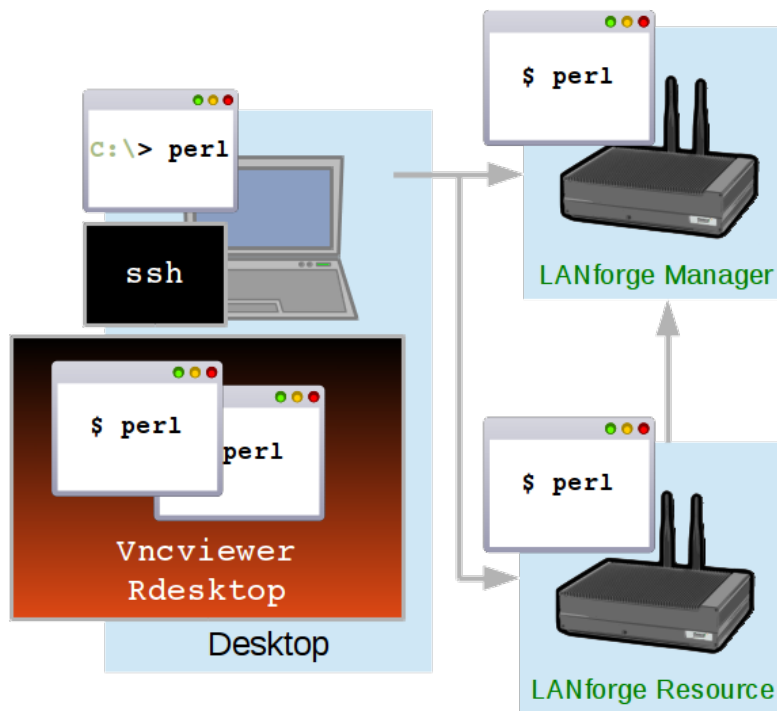 $ perl
C:\> perl
ssh
LANforge Manager
$ perl
perl
Vncviewer
Rdesktop
Desktop
$ perl
LANforge Resource